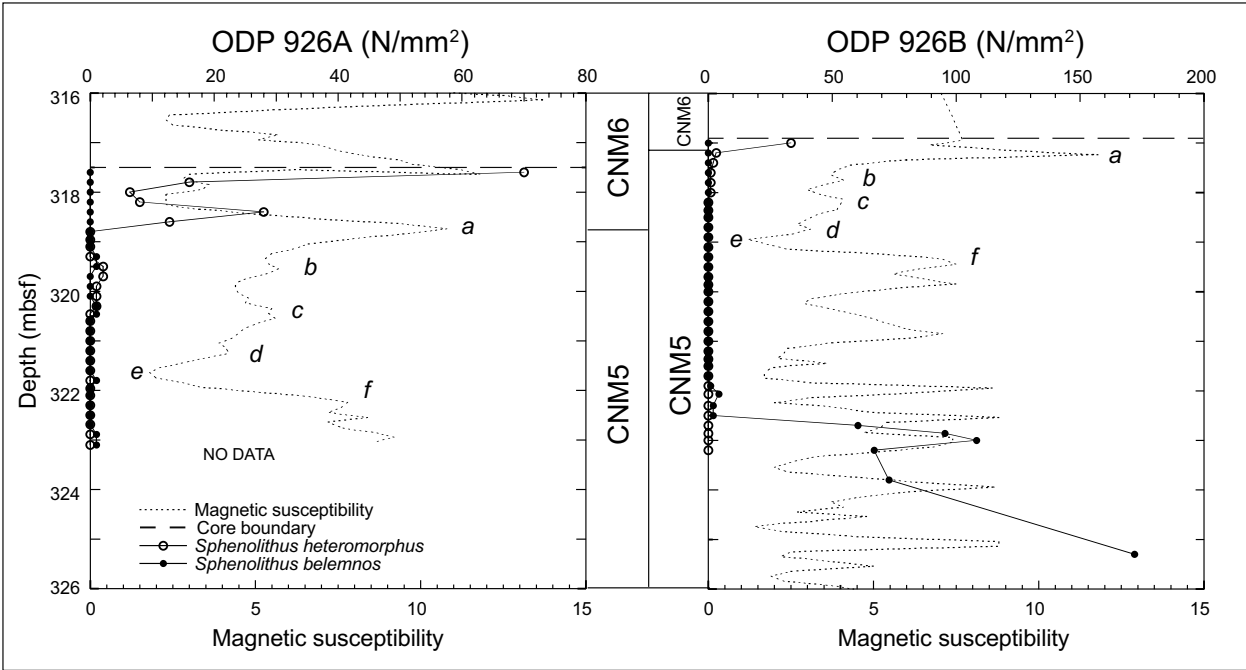 ODP 926A (N/mm²)
ODP 926B (N/mm²)
0 20 40 60 80
0 50 100 150 200
Depth (mbsf)
316
318
320
322
324
326
a
b
c
d
e
f
NO DATA
Magnetic susceptibility
Core boundary
Sphenolithus heteromorphus
Sphenolithus belemnos
CNM6
CNM5
CNM6
CNM5
a
b
c
d
e
f
0 5 10 15
0 5 10 15
Magnetic susceptibility
Magnetic susceptibility